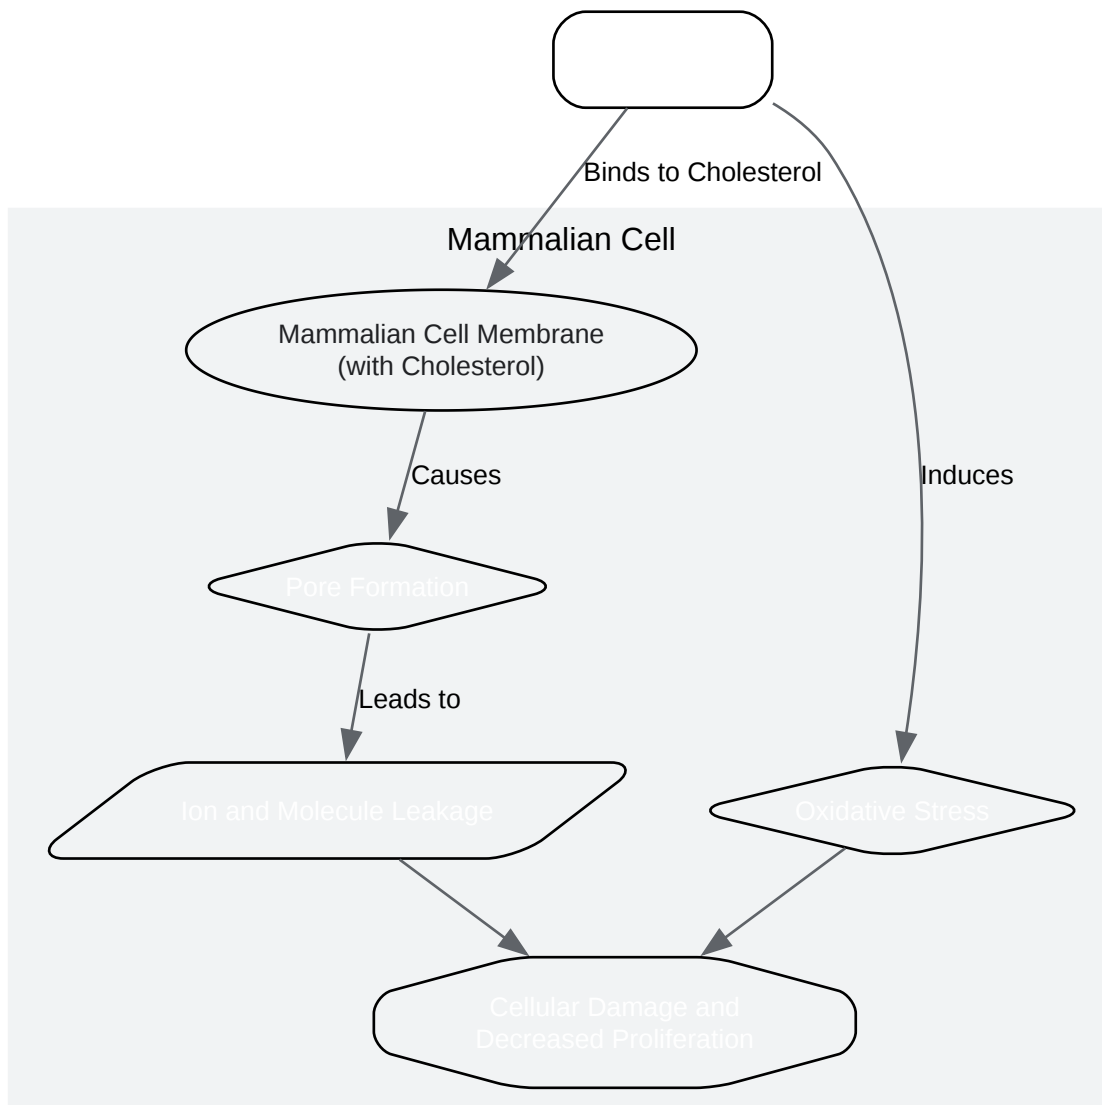 Binds to Cholesterol
Mammalian Cell
Mammalian Cell Membrane
(with Cholesterol)
Causes
Induces
Pore Formation
Leads to
Ion and Molecule Leakage
Oxidative Stress
Cellular Damage and
Decreased Proliferation